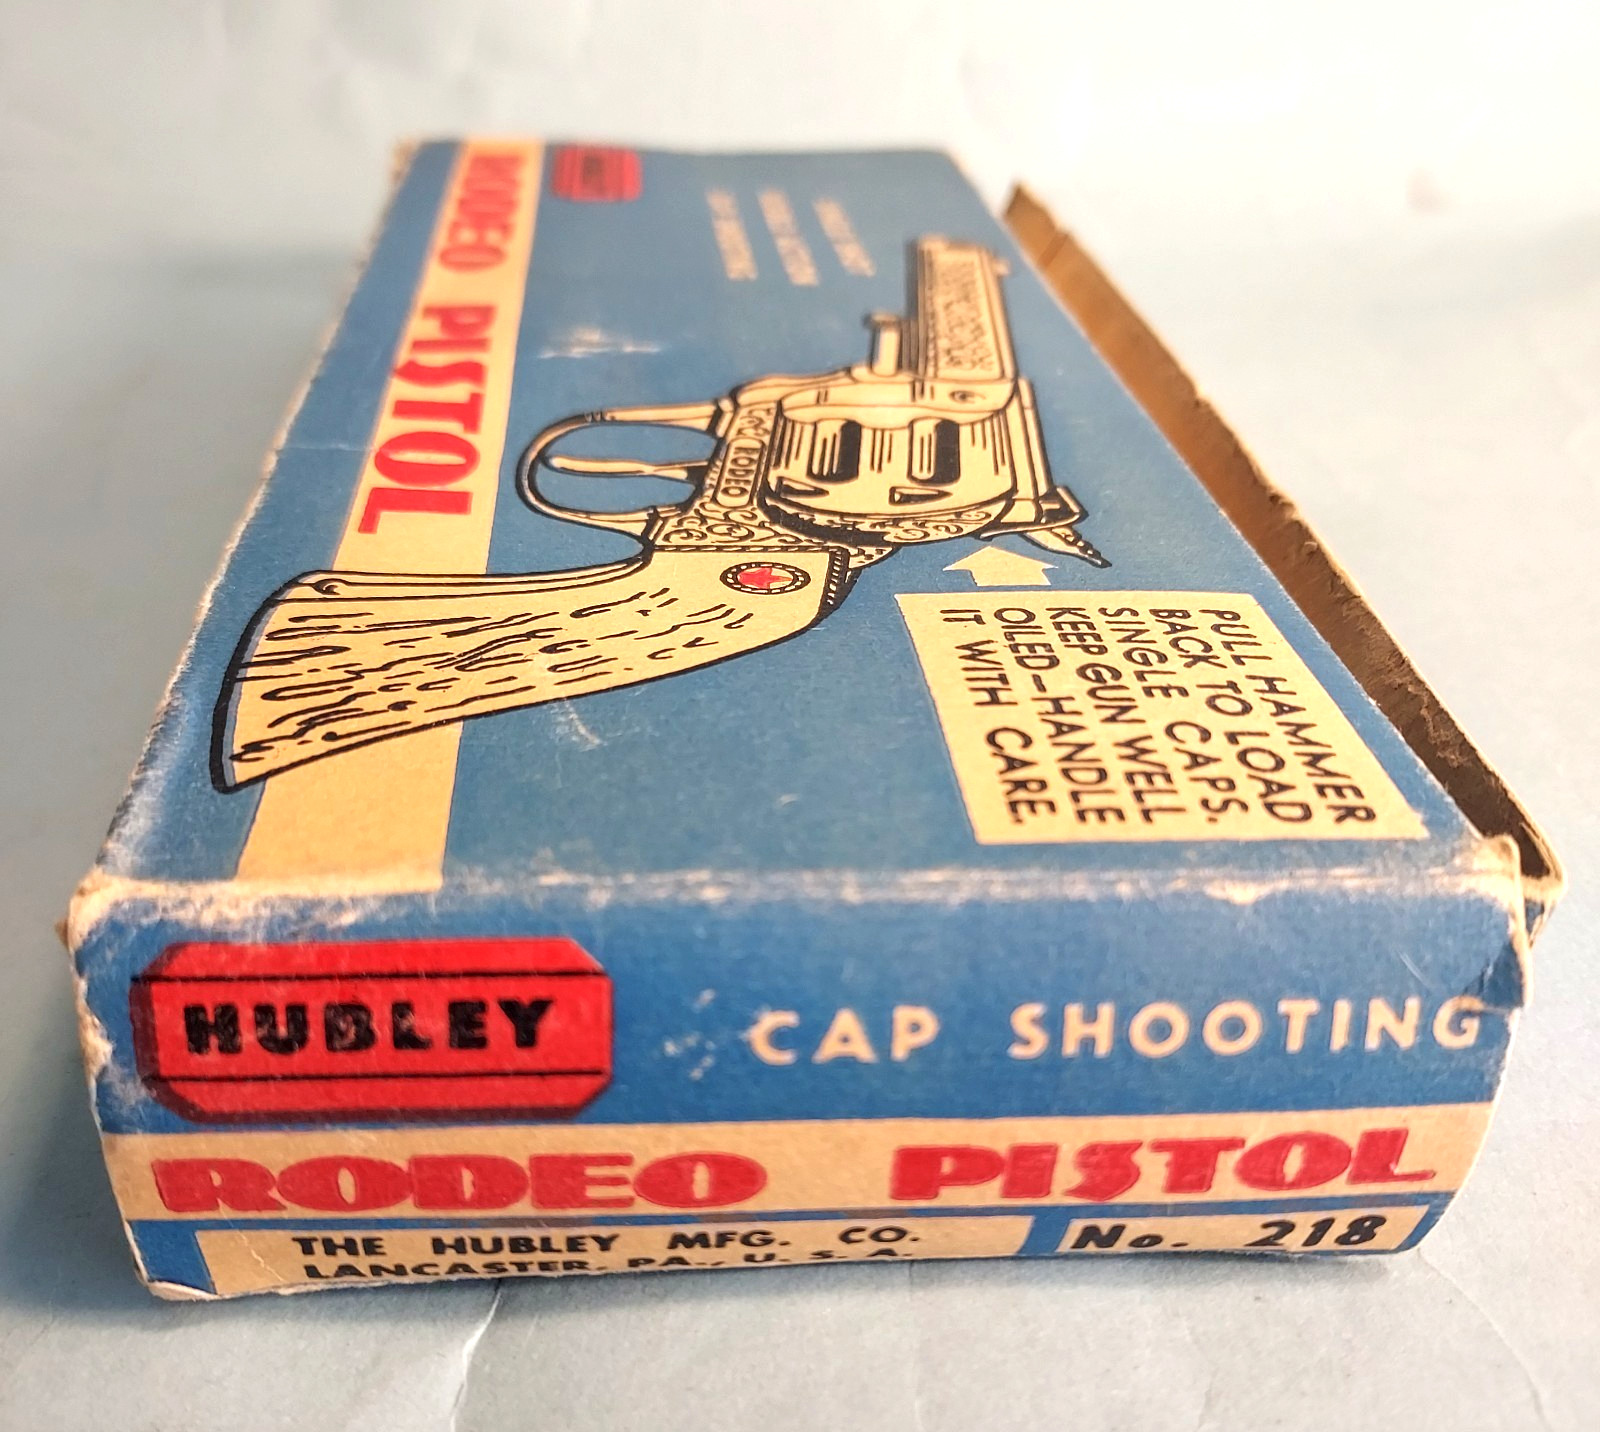 RODEO PISTOL
RODEO
PULL HAMMER
BACK TO LOAD
SINGLE CAPS.
KEEP GUN WELL
OILED-HANDLE
IT WITH CARE.
HUBLEY
CAP SHOOTING
RODEO PISTOL
THE HUBLEY MFG. CO.
LANCASTER, PA., U. S. A.
No. 218